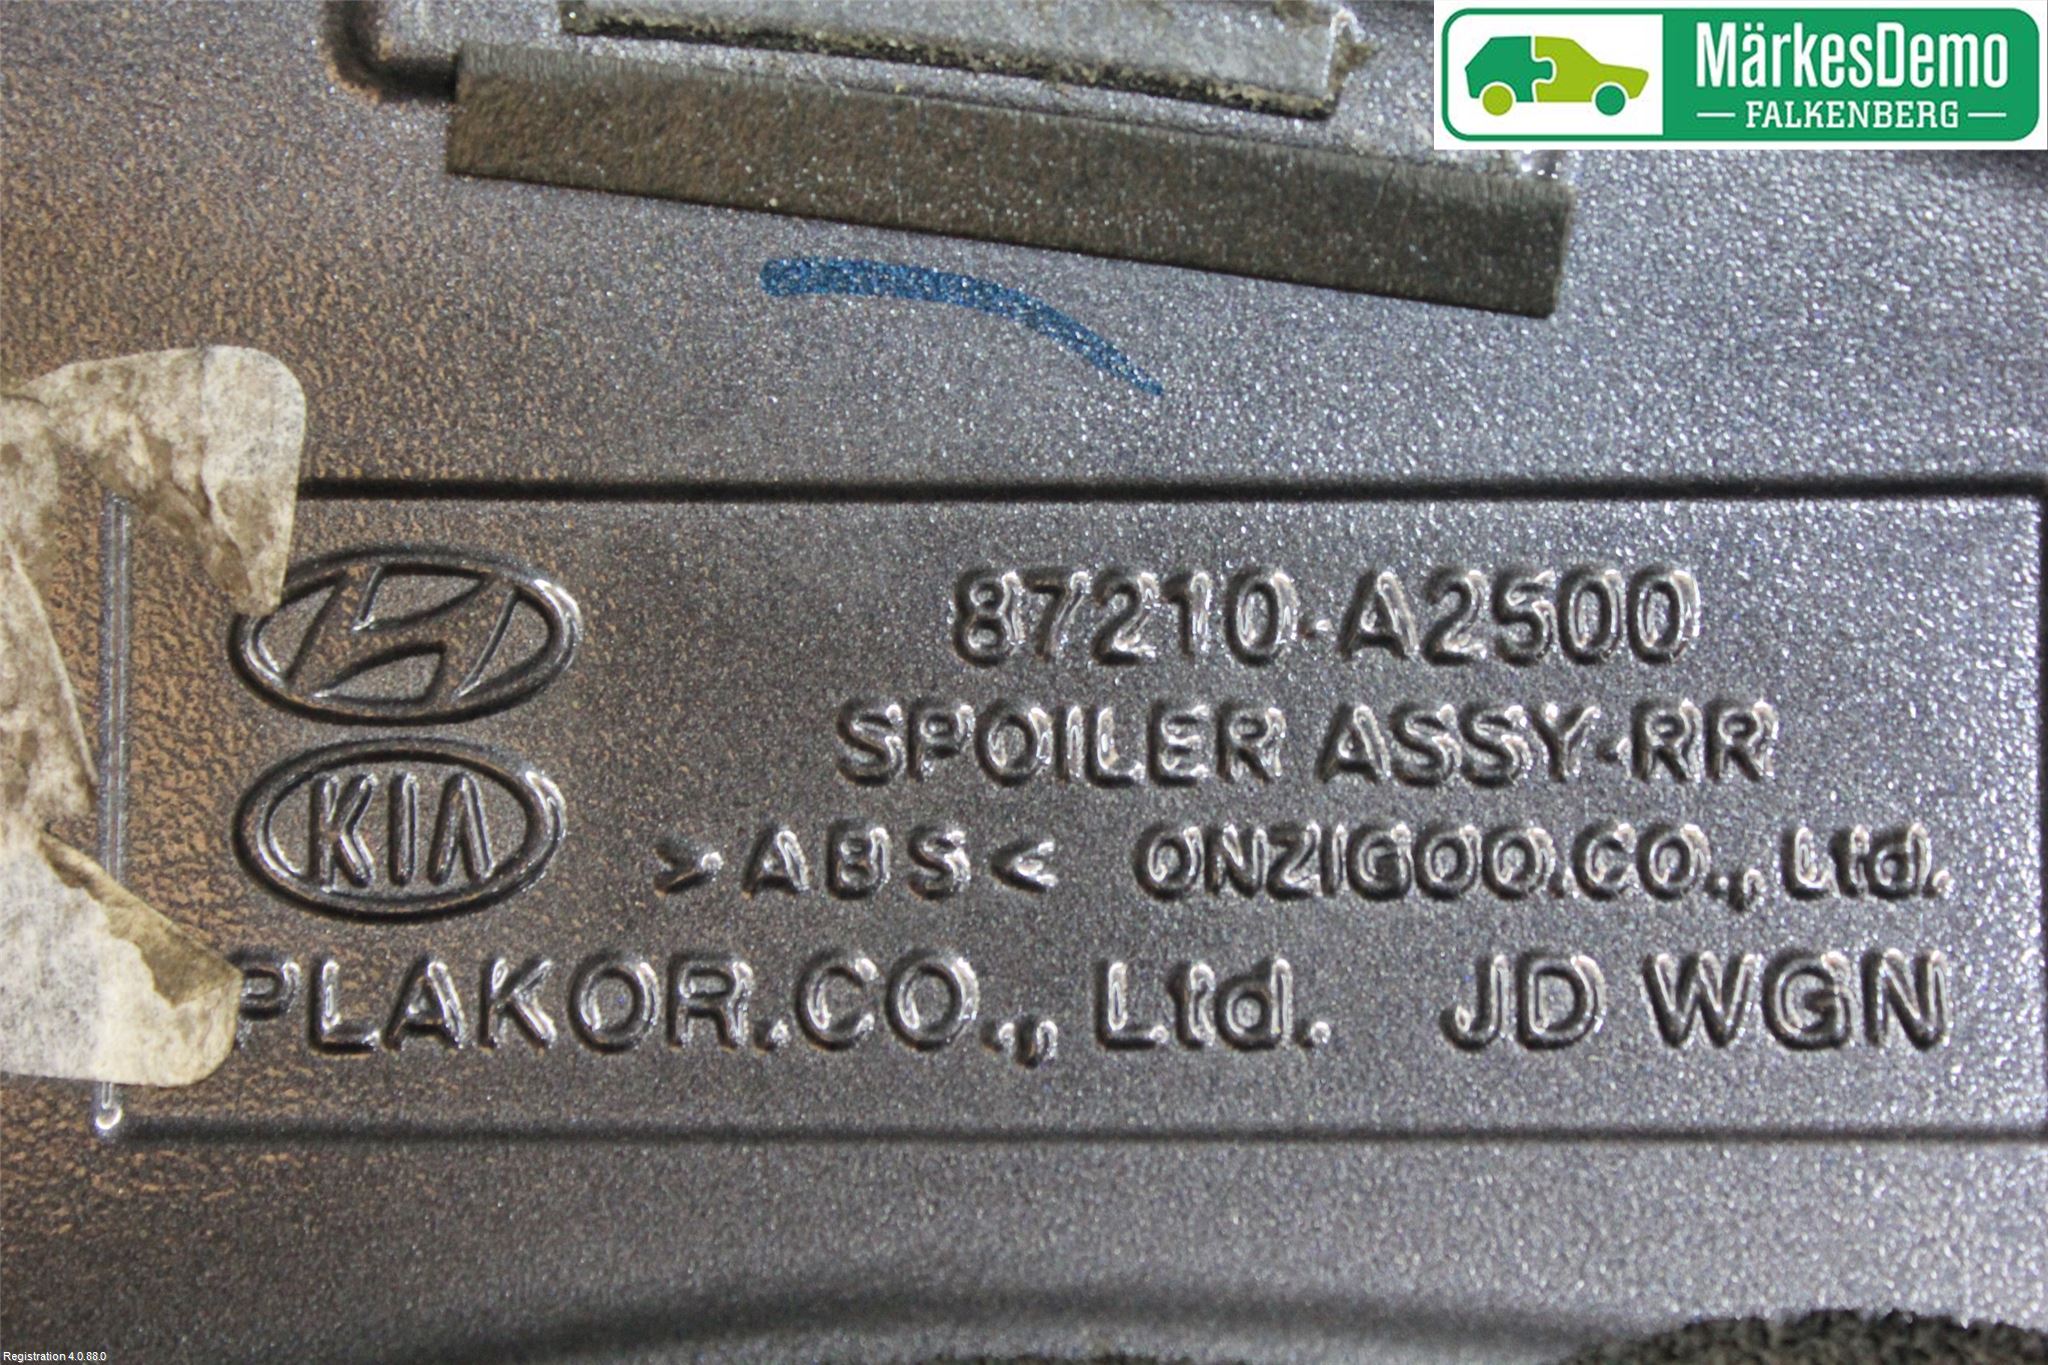 MärkesDemo
FALKENBERG
87210-A2500
SPOILER ASSY-RR
KIA >ABS< ONZIGOO.CO., Ltd.
PLAKOR.CO., Ltd. JD WGN
Registration 4.0.88.0